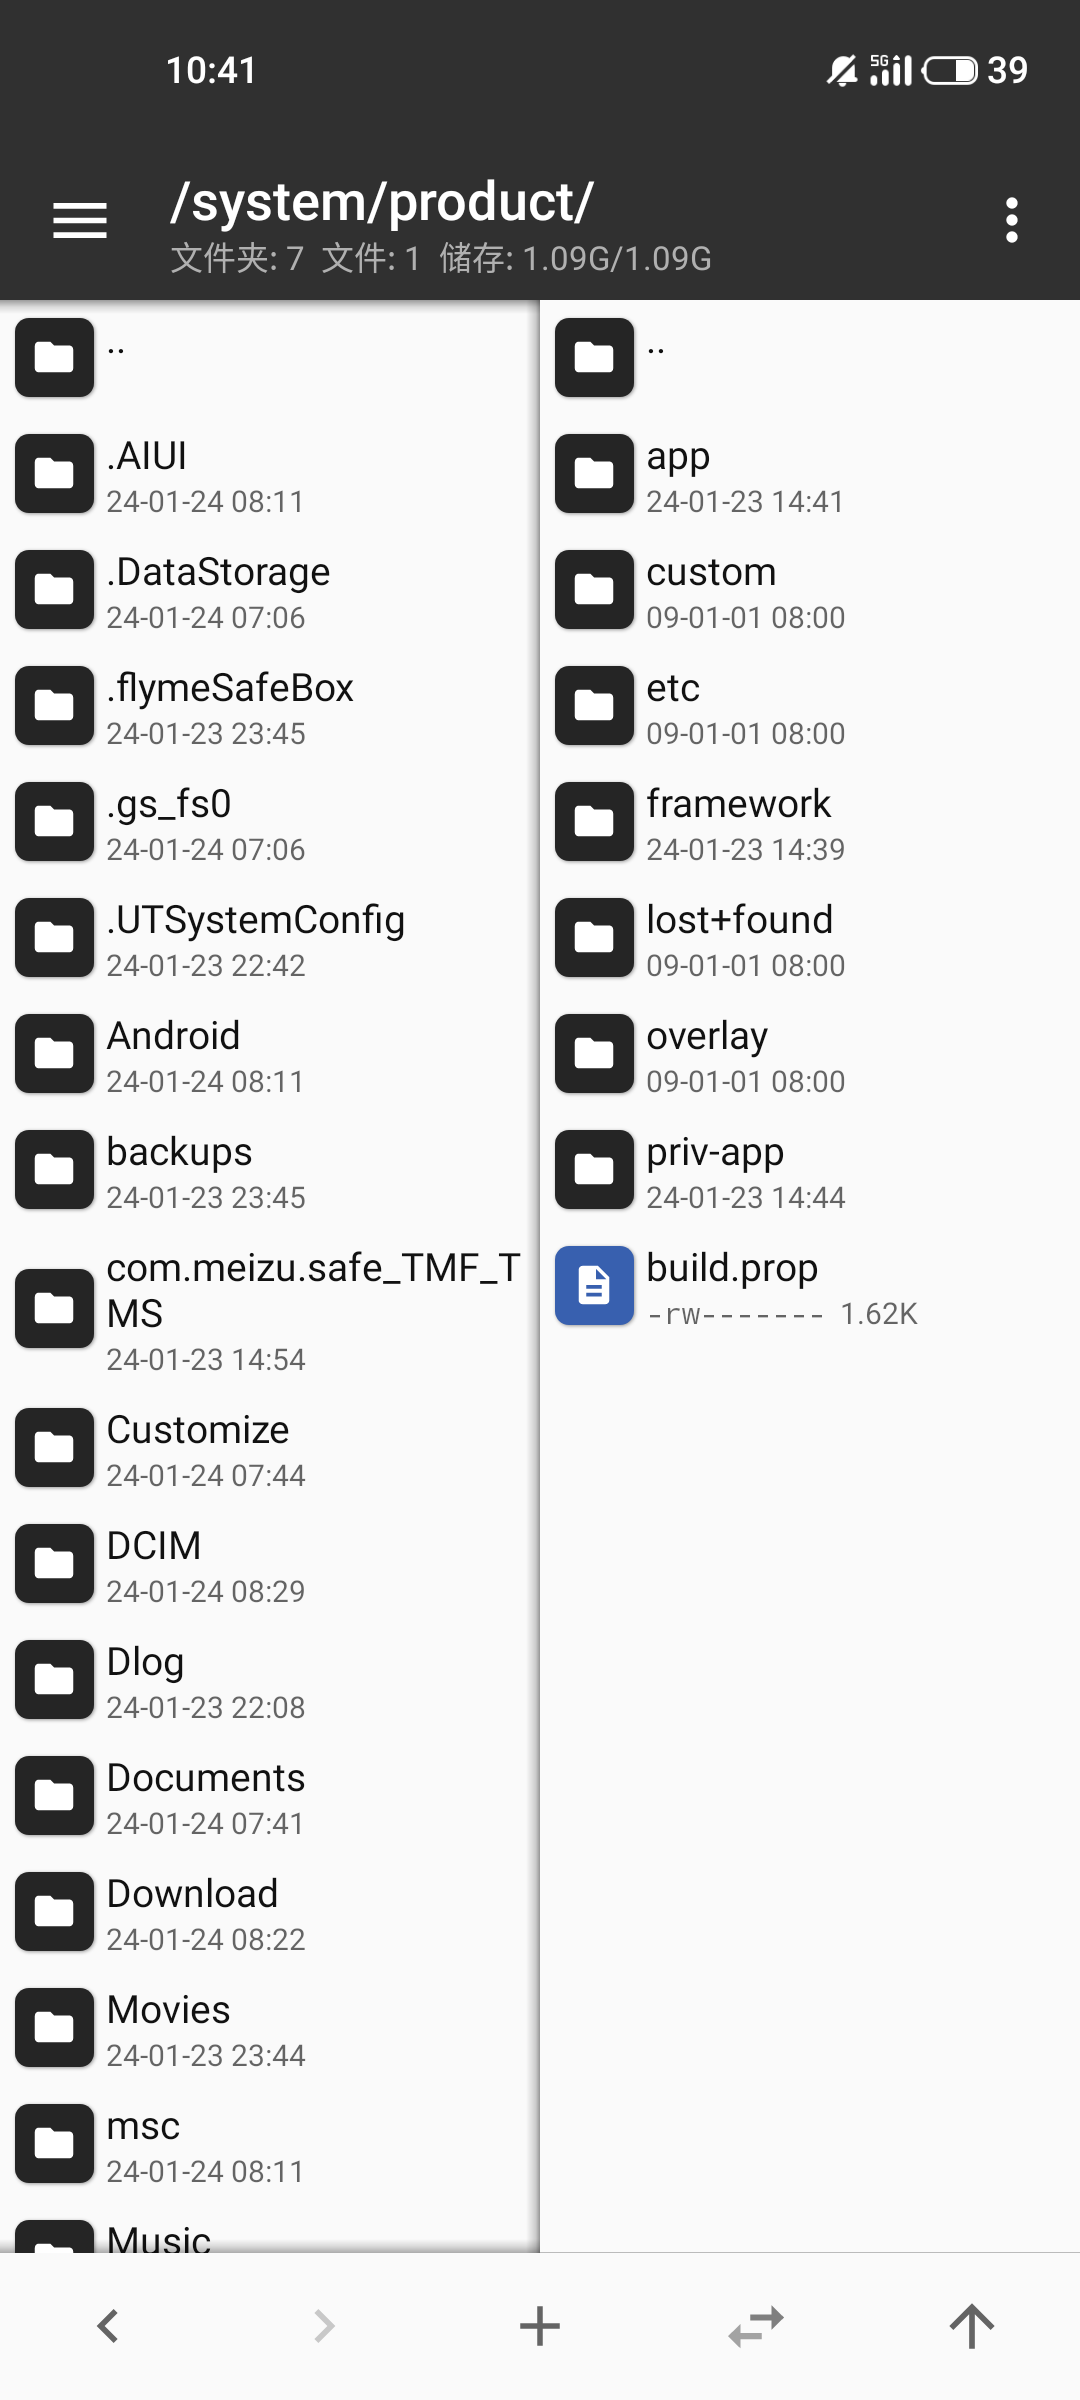 10:41
5G
39
/system/product/
文件夹: 7 文件: 1 储存: 1.09G/1.09G
..
.AIUI
24-01-24 08:11
.DataStorage
24-01-24 07:06
.flymeSafeBox
24-01-23 23:45
.gs_fs0
24-01-24 07:06
.UTSystemConfig
24-01-23 22:42
Android
24-01-24 08:11
backups
24-01-23 23:45
com.meizu.safe_TMF_T
MS
24-01-23 14:54
Customize
24-01-24 07:44
DCIM
24-01-24 08:29
Dlog
24-01-23 22:08
Documents
24-01-24 07:41
Download
24-01-24 08:22
Movies
24-01-23 23:44
msc
24-01-24 08:11
Music
..
app
24-01-23 14:41
custom
09-01-01 08:00
etc
09-01-01 08:00
framework
24-01-23 14:39
lost+found
09-01-01 08:00
overlay
09-01-01 08:00
priv-app
24-01-23 14:44
build.prop
-rw------- 1.62K